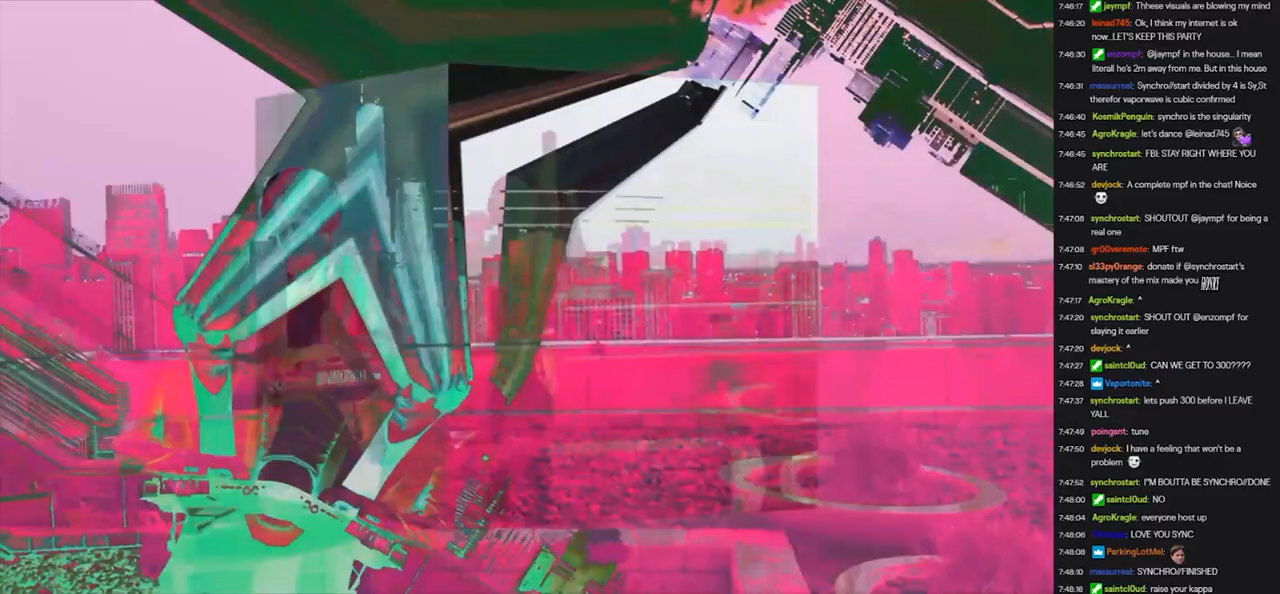 7:46:17 jaympf: Thhese visuals are blowing my mind
7:46:20 leinad745: Ok, I think my internet is ok
now...LET'S KEEP THIS PARTY
7:46:30 enzompf: @jaympf in the house... I mean
literall he's 2m away from me. But in this house
7:46:31 massurreal: Synchro//start divided by 4 is Sy,St
therefor vaporwave is cubic confirmed
7:46:40 KosmikPenguin: synchro is the singularity
7:46:45 AgroKragle: let's dance @leinad745
7:46:45 synchrostart: FBI: STAY RIGHT WHERE YOU
ARE
7:46:52 devjock: A complete mpf in the chat! Noice
7:47:08 synchrostart: SHOUTOUT @jaympf for being a
real one
7:47:08 gr00veremote: MPF ftw
7:47:10 sl33py0range: donate if @synchrostart's
mastery of the mix made you
7:47:17 AgroKragle: ^
7:47:20 synchrostart: SHOUT OUT @enzompf for
slaying it earlier
7:47:20 devjock: ^
7:47:27 saintcl0ud: CAN WE GET TO 300????
7:47:28 Vaportonite: ^
7:47:37 synchrostart: lets push 300 before I LEAVE
YALL
7:47:49 poingant: tune
7:47:50 devjock: I have a feeling that won't be a
problem
7:47:52 synchrostart: I"M BOUTTA BE SYNCHRO//DONE
7:48:00 saintcl0ud: NO
7:48:04 AgroKragle: everyone host up
7:48:06 : LOVE YOU SYNC
7:48:08 ParkingLotMel:
7:48:10 massurreal: SYNCHRO//FINISHED
7:48:16 saintcl0ud: raise your kappa